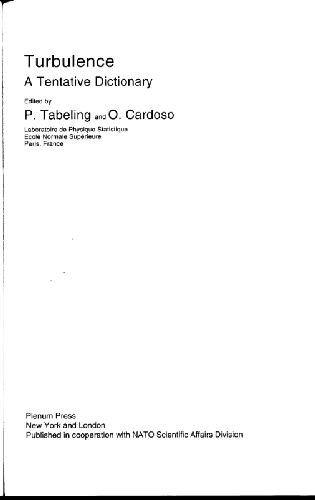 Turbulence
A Tentative Dictionary
Edited by
P. Tabeling and O. Cardoso
Laboratoire de Physique Statistique
Ecole Normale Supérieure
Paris, France
Plenum Press
New York and London
Published in cooperation with NATO Scientific Affairs Division